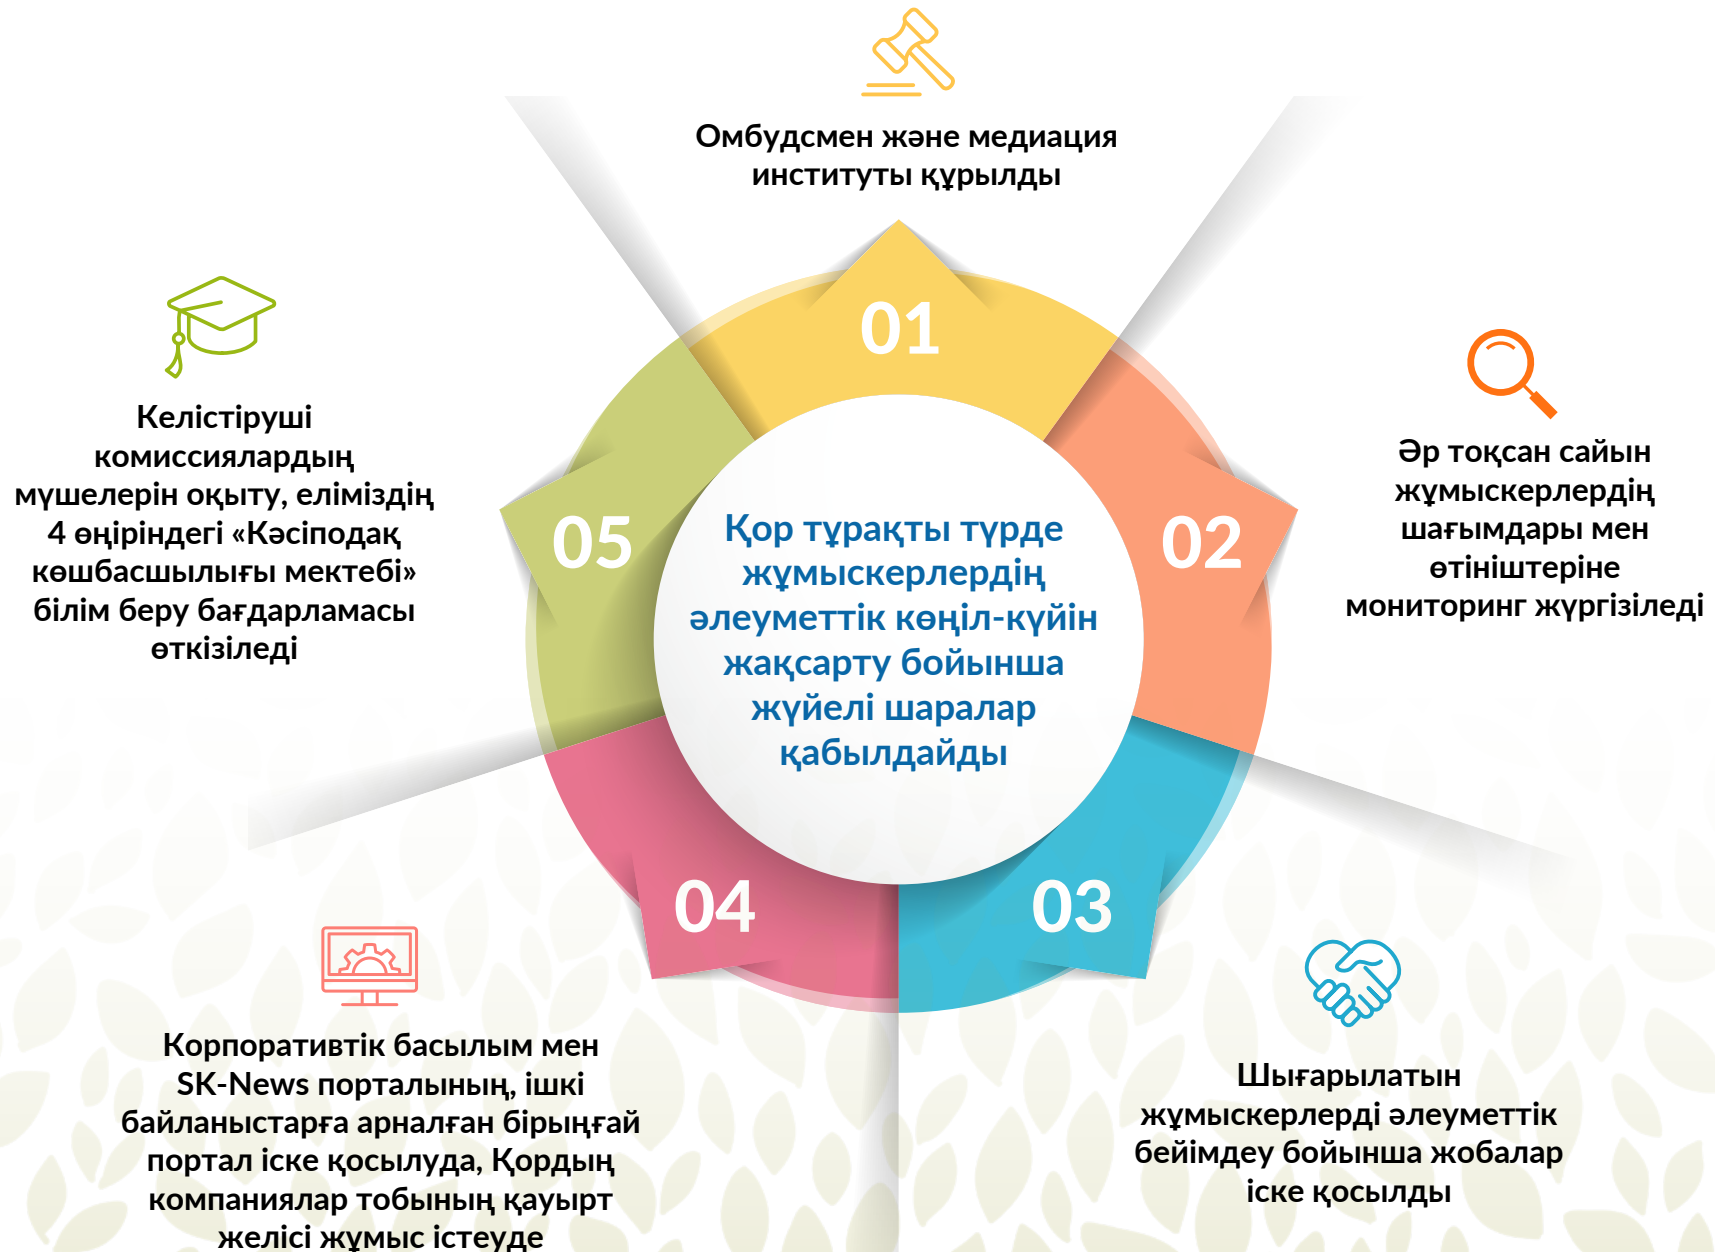 Омбудсмен және медиация
институты құрылды
01
Әр тоқсан сайын
жұмыскерлердің
шағымдары мен
өтініштеріне
мониторинг жүргізіледі
02
Шығарылатын
жұмыскерлерді әлеуметтік
бейімдеу бойынша жобалар
іске қосылды
03
Корпоративтік басылым мен
SK-News порталының, ішкі
байланыстарға арналған бірыңғай
портал іске қосылуда, Қордың
компаниялар тобының қауырт
желісі жұмыс істеуде
04
Келістіруші
комиссиялардың
мүшелерін оқыту, еліміздің
4 өңіріндегі «Кәсіподақ
көшбасшылығы мектебі»
білім беру бағдарламасы
өткізіледі
05
Қор тұрақты түрде
жұмыскерлердің
әлеуметтік көңіл-күйін
жақсарту бойынша
жүйелі шаралар
қабылдайды